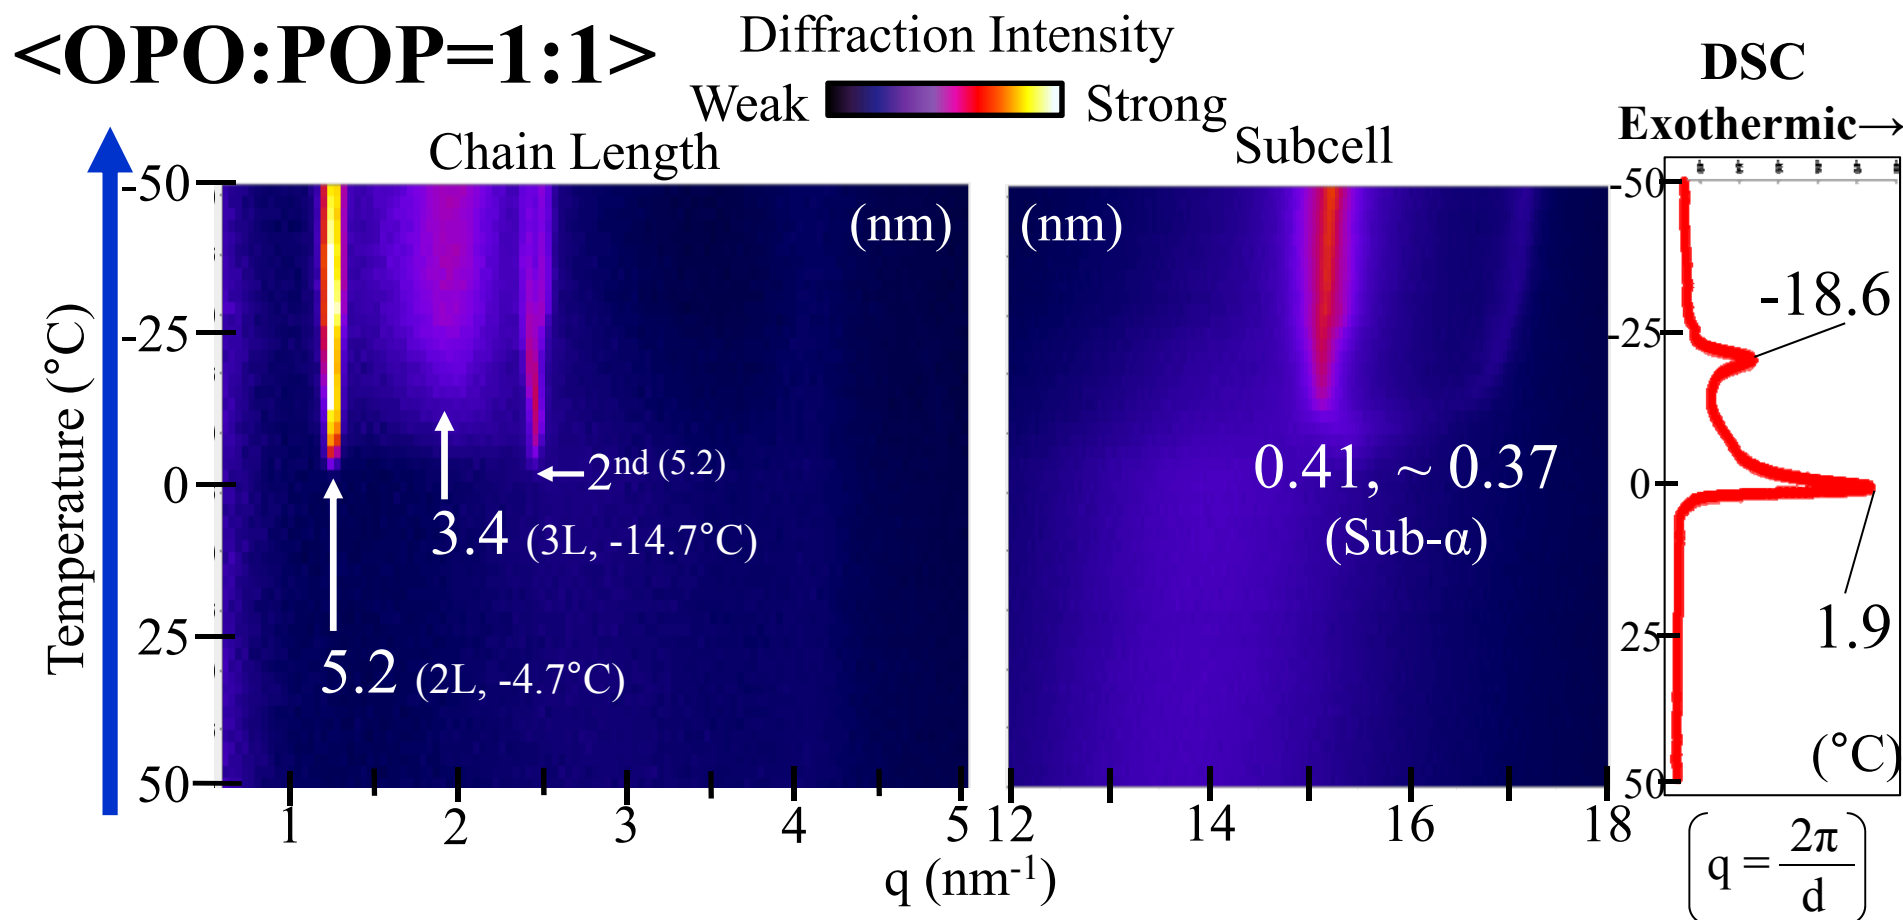 <OPO:POP=1:1>
Diffraction Intensity
Weak
Strong
DSC
Exothermic→
Chain Length
Subcell
Temperature (°C)
-50
-25
0
25
50
(nm)
2nd (5.2)
3.4 (3L, -14.7°C)
5.2 (2L, -4.7°C)
1 2 3 4 5
(nm)
0.41, ~ 0.37
(Sub-α)
12 14 16 18
q (nm-1)
-50
-25
0
25
50
-18.6
1.9
(°C)
q = 2π
d